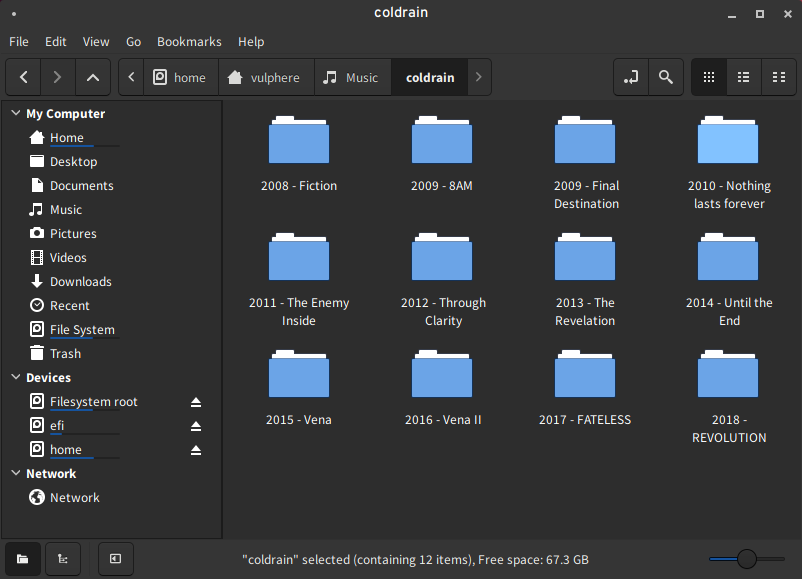 coldrain
File Edit View Go Bookmarks Help
home vulphere Music coldrain
My Computer
Home
Desktop
Documents
Music
Pictures
Videos
Downloads
Recent
File System
Trash
Devices
Filesystem root
efi
home
Network
Network
2008 - Fiction
2009 - 8AM
2009 - Final
Destination
2010 - Nothing
lasts forever
2011 - The Enemy
Inside
2012 - Through
Clarity
2013 - The
Revelation
2014 - Until the
End
2015 - Vena
2016 - Vena II
2017 - FATELESS
2018 -
REVOLUTION
"coldrain" selected (containing 12 items), Free space: 67.3 GB